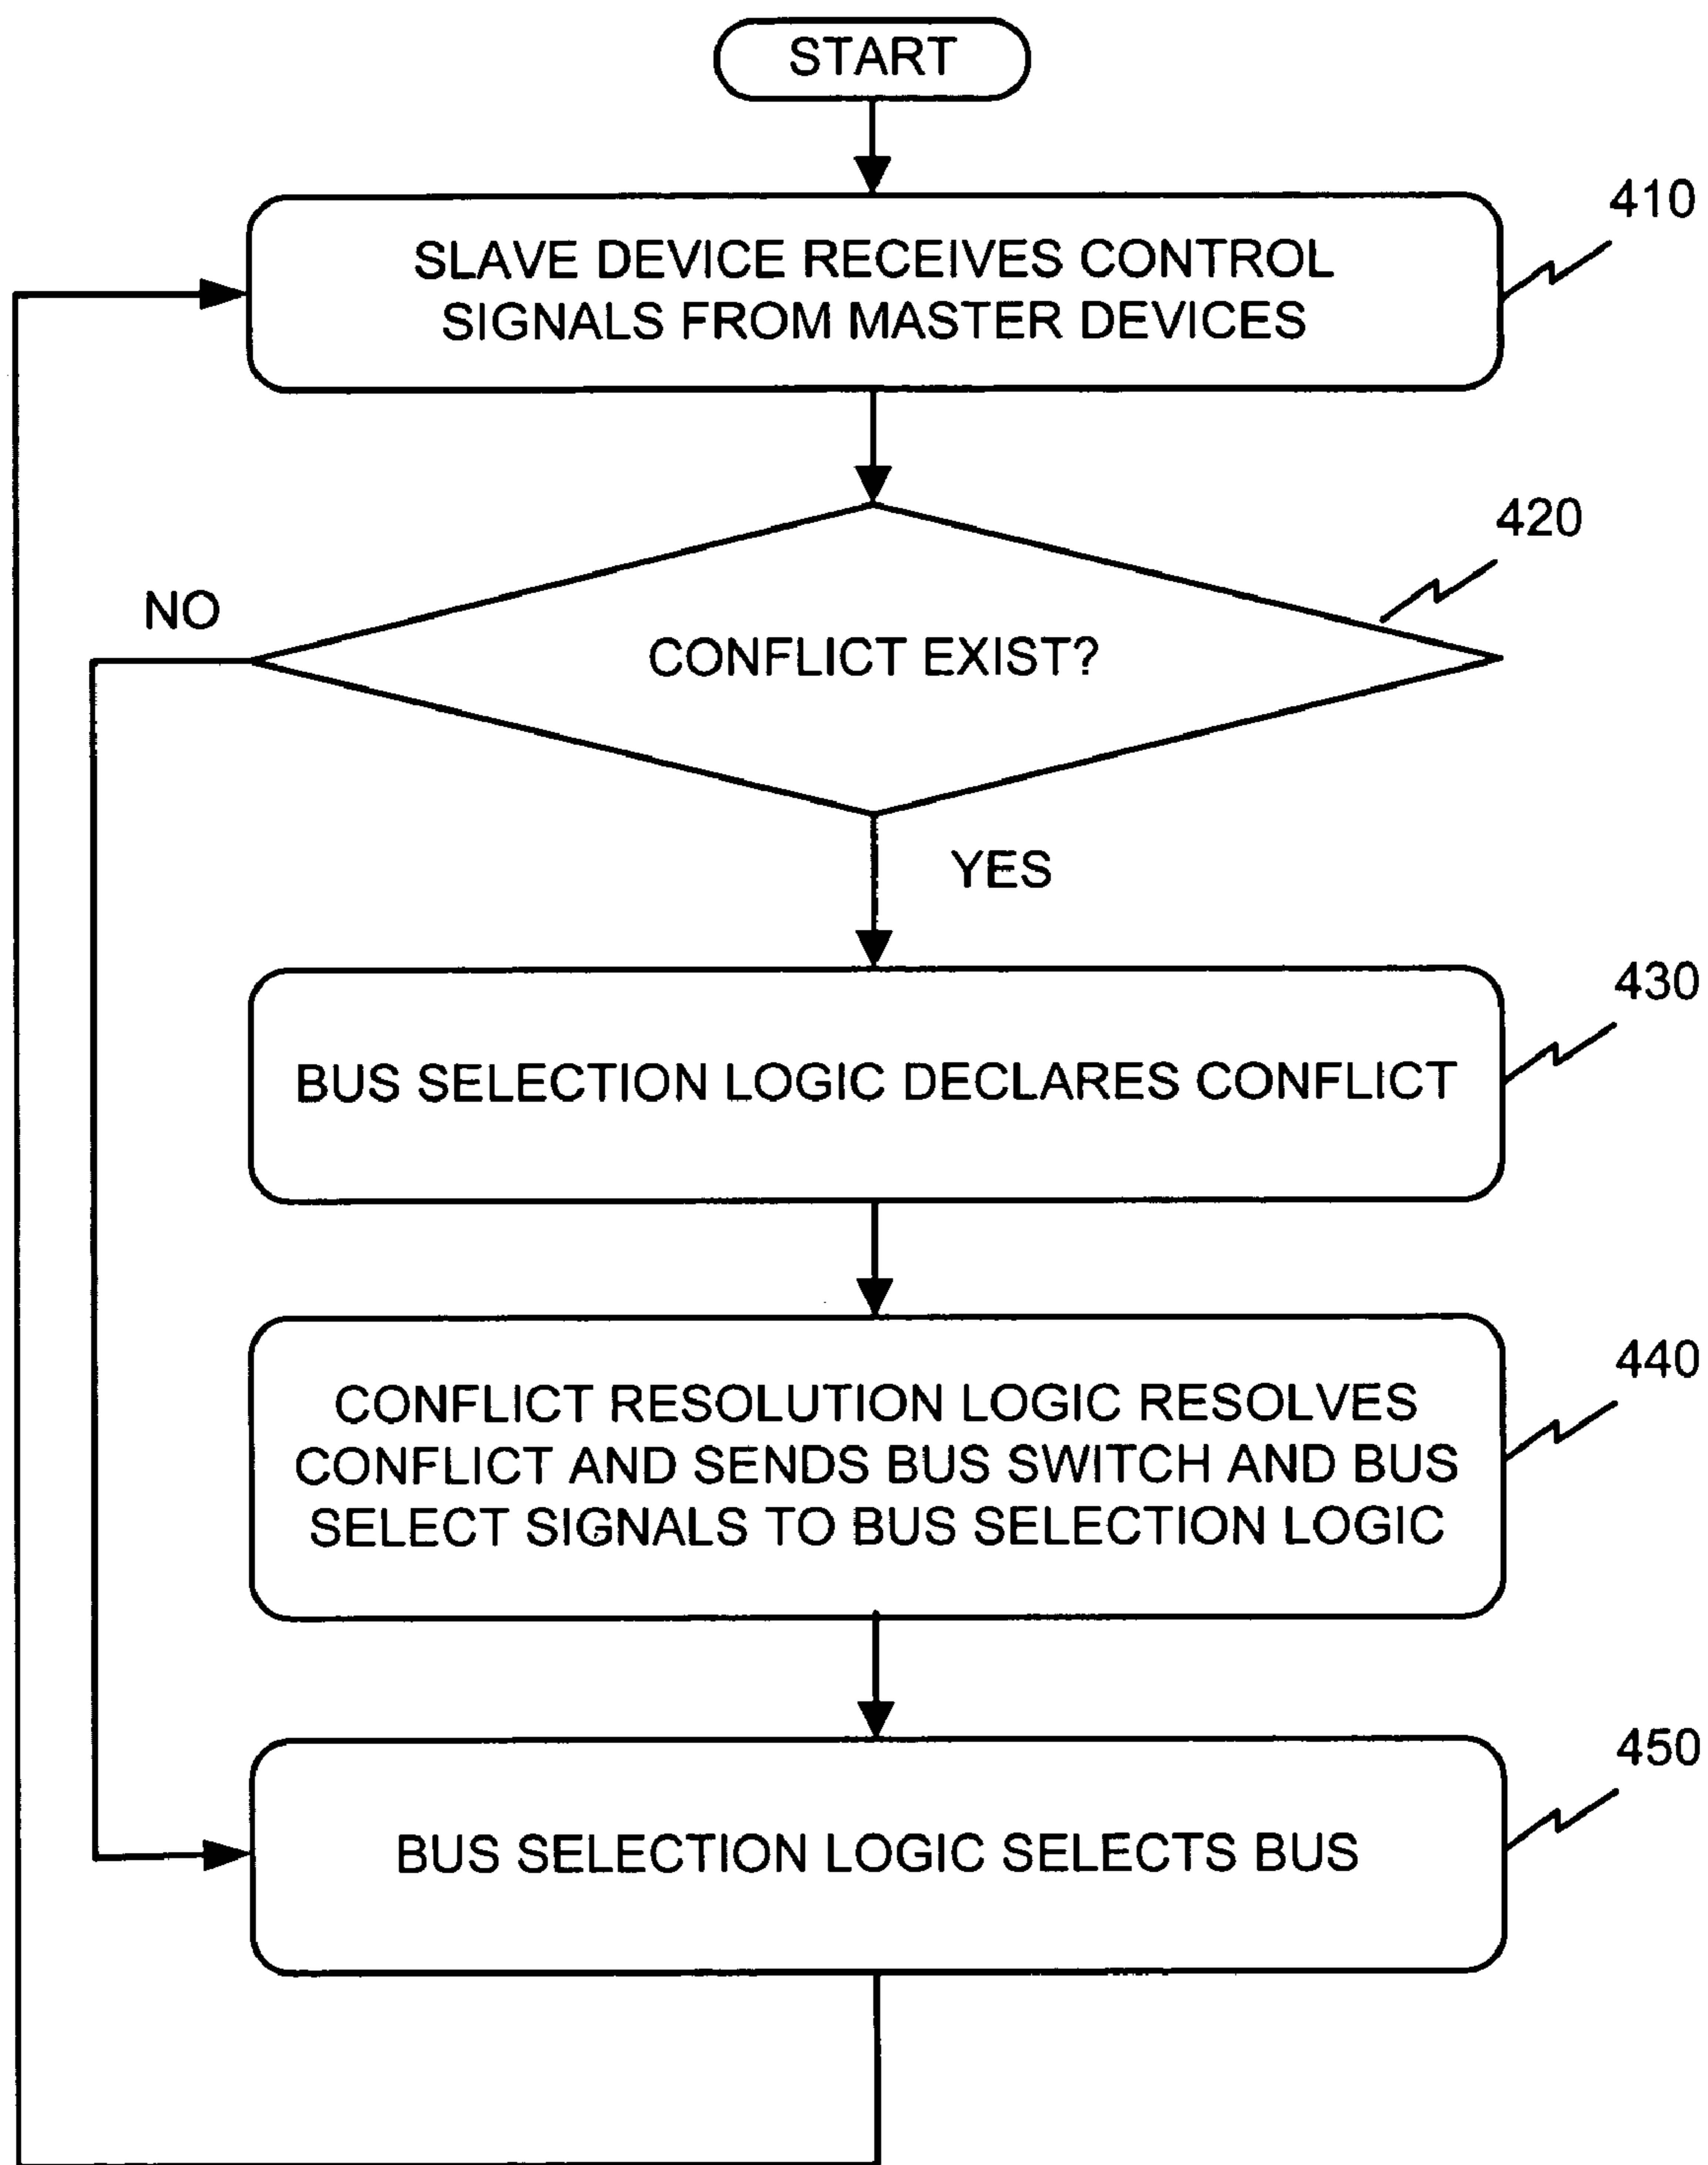 START
410
SLAVE DEVICE RECEIVES CONTROL
SIGNALS FROM MASTER DEVICES
420
NO
CONFLICT EXIST?
YES
430
BUS SELECTION LOGIC DECLARES CONFLICT
440
CONFLICT RESOLUTION LOGIC RESOLVES
CONFLICT AND SENDS BUS SWITCH AND BUS
SELECT SIGNALS TO BUS SELECTION LOGIC
450
BUS SELECTION LOGIC SELECTS BUS